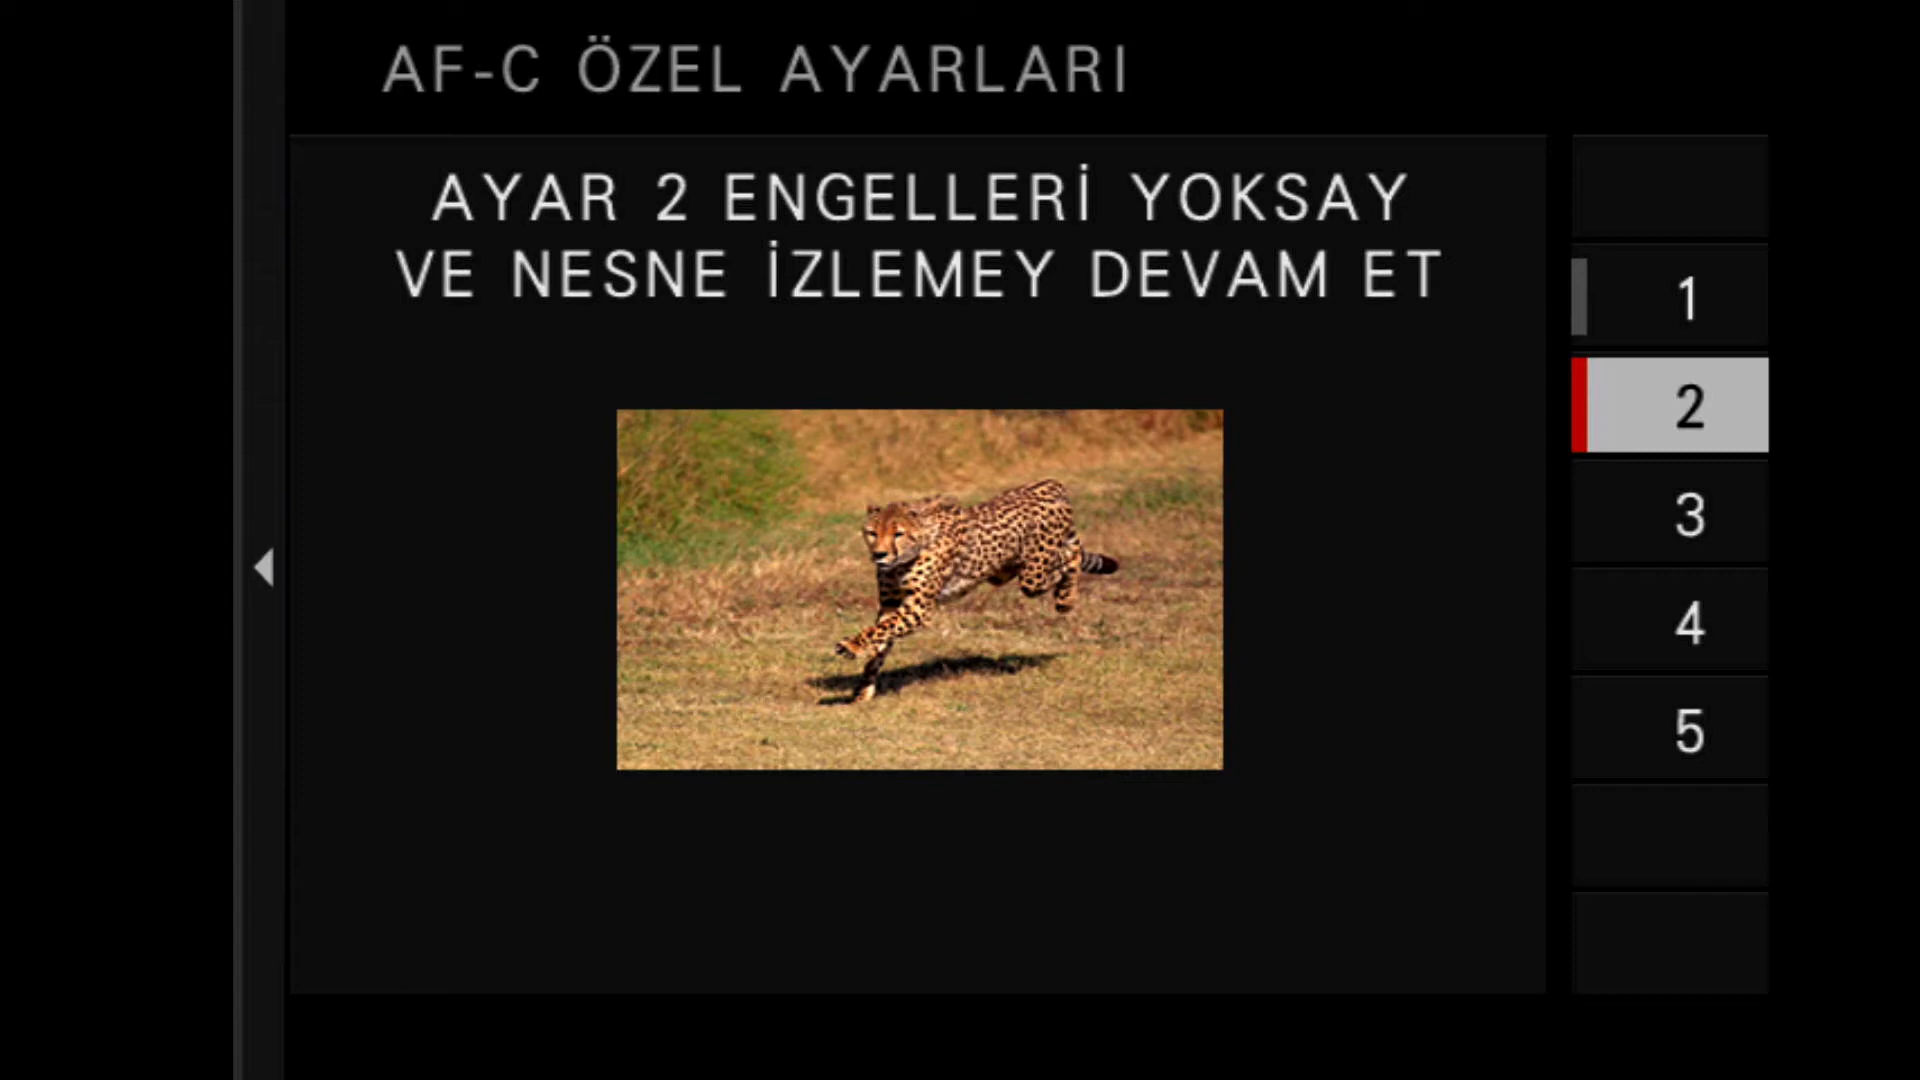 AF-C ÖZEL AYARLARI
AYAR 2 ENGELLERİ YOKSAY
VE NESNE İZLEMEY DEVAM ET
1
2
3
4
5